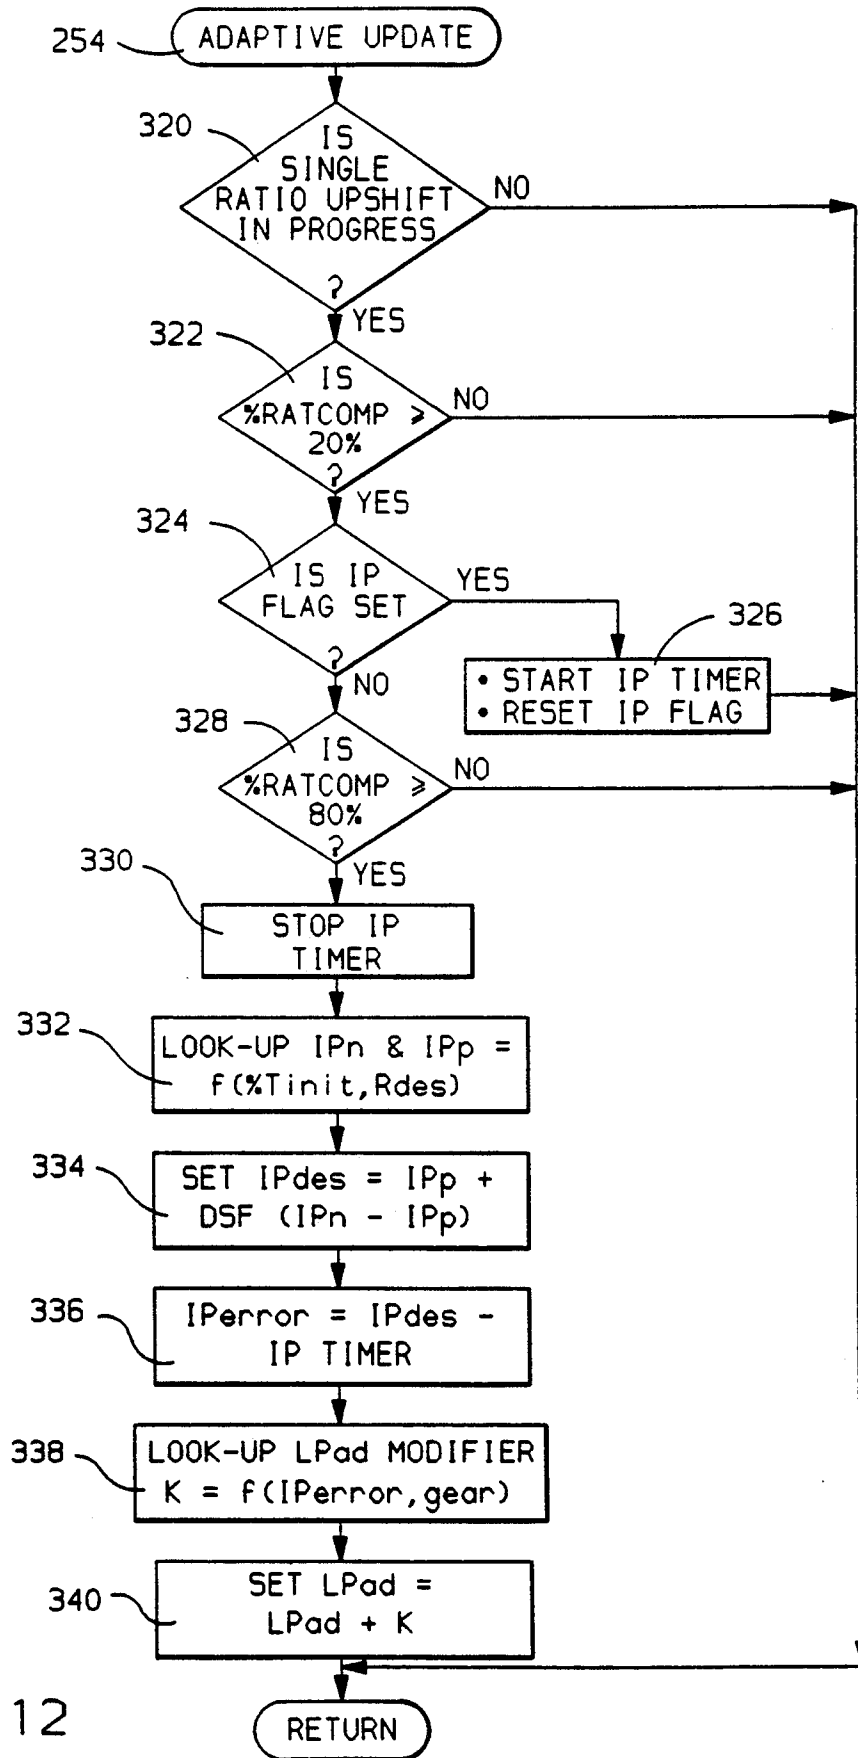 254
ADAPTIVE UPDATE
320
IS
SINGLE
RATIO UPSHIFT
IN PROGRESS
?
NO
YES
322
IS
%RATCOMP ≥
20%
?
NO
YES
324
IS IP
FLAG SET
?
YES
NO
326
• START IP TIMER
• RESET IP FLAG
328
IS
%RATCOMP ≥
80%
?
NO
YES
330
STOP IP
TIMER
332
LOOK-UP IPn & IPp =
f(%Tinit,Rdes)
334
SET IPdes = IPp +
DSF (IPn - IPp)
336
IPerror = IPdes -
IP TIMER
338
LOOK-UP LPad MODIFIER
K = f(IPerror,gear)
340
SET LPad =
LPad + K
12
RETURN